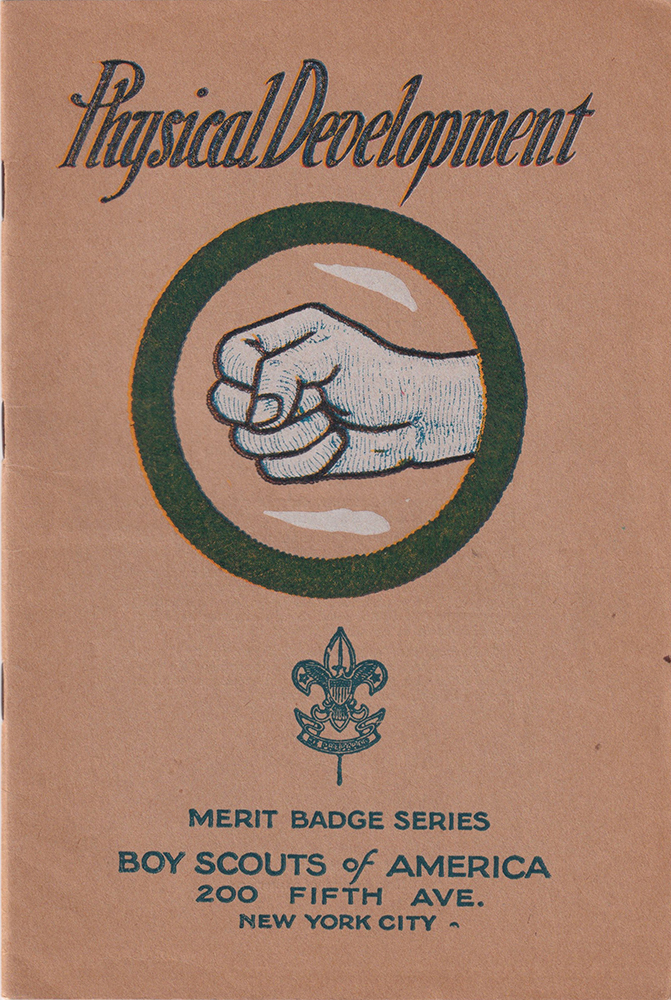 Physical Development
MERIT BADGE SERIES
BOY SCOUTS of AMERICA
200 FIFTH AVE.
NEW YORK CITY